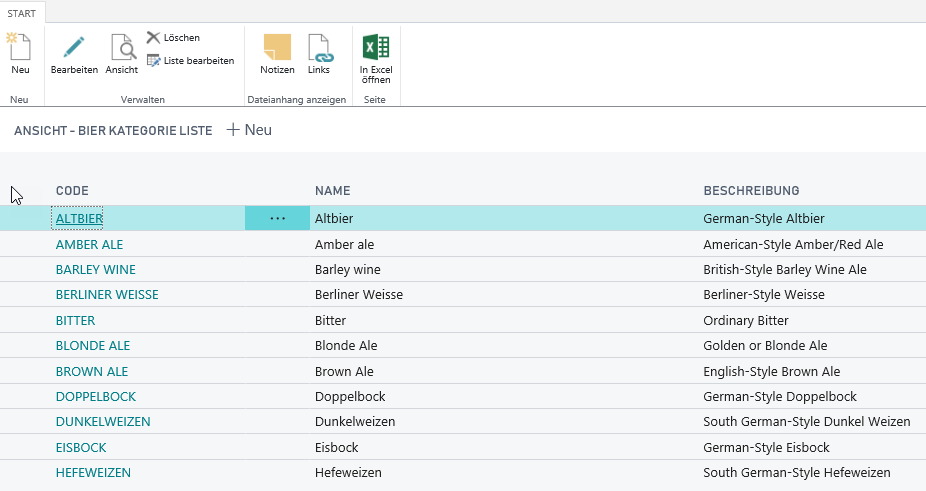 START
Neu
Bearbeiten
Ansicht
Löschen
Liste bearbeiten
Notizen
Links
In Excel
öffnen
Neu
Verwalten
Dateianhang anzeigen
Seite
ANSICHT - BIER KATEGORIE LISTE + Neu
CODE NAME BESCHREIBUNG
ALTBIER ... Altbier German-Style Altbier
AMBER ALE Amber ale American-Style Amber/Red Ale
BARLEY WINE Barley wine British-Style Barley Wine Ale
BERLINER WEISSE Berliner Weisse Berliner-Style Weisse
BITTER Bitter Ordinary Bitter
BLONDE ALE Blonde Ale Golden or Blonde Ale
BROWN ALE Brown Ale English-Style Brown Ale
DOPPELBOCK Doppelbock German-Style Doppelbock
DUNKELWEIZEN Dunkelweizen South German-Style Dunkel Weizen
EISBOCK Eisbock German-Style Eisbock
HEFEWEIZEN Hefeweizen South German-Style Hefeweizen